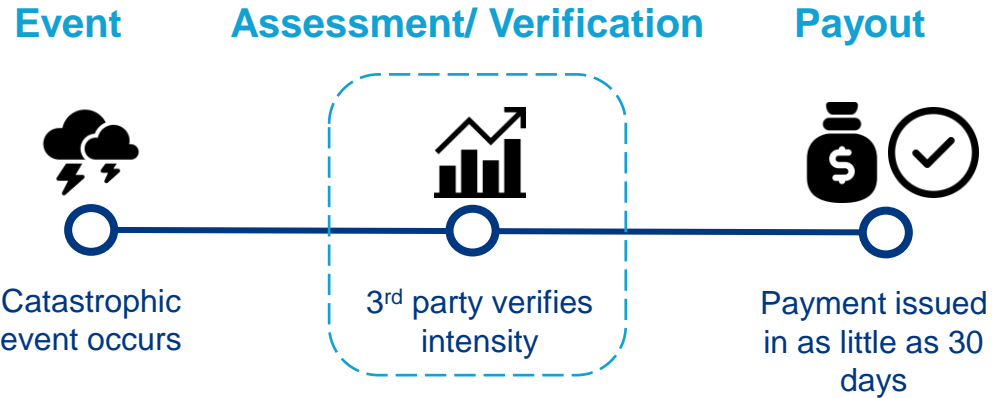 Event
Assessment/ Verification
Payout
$
Catastrophic
event occurs
3rd party verifies
intensity
Payment issued
in as little as 30
days